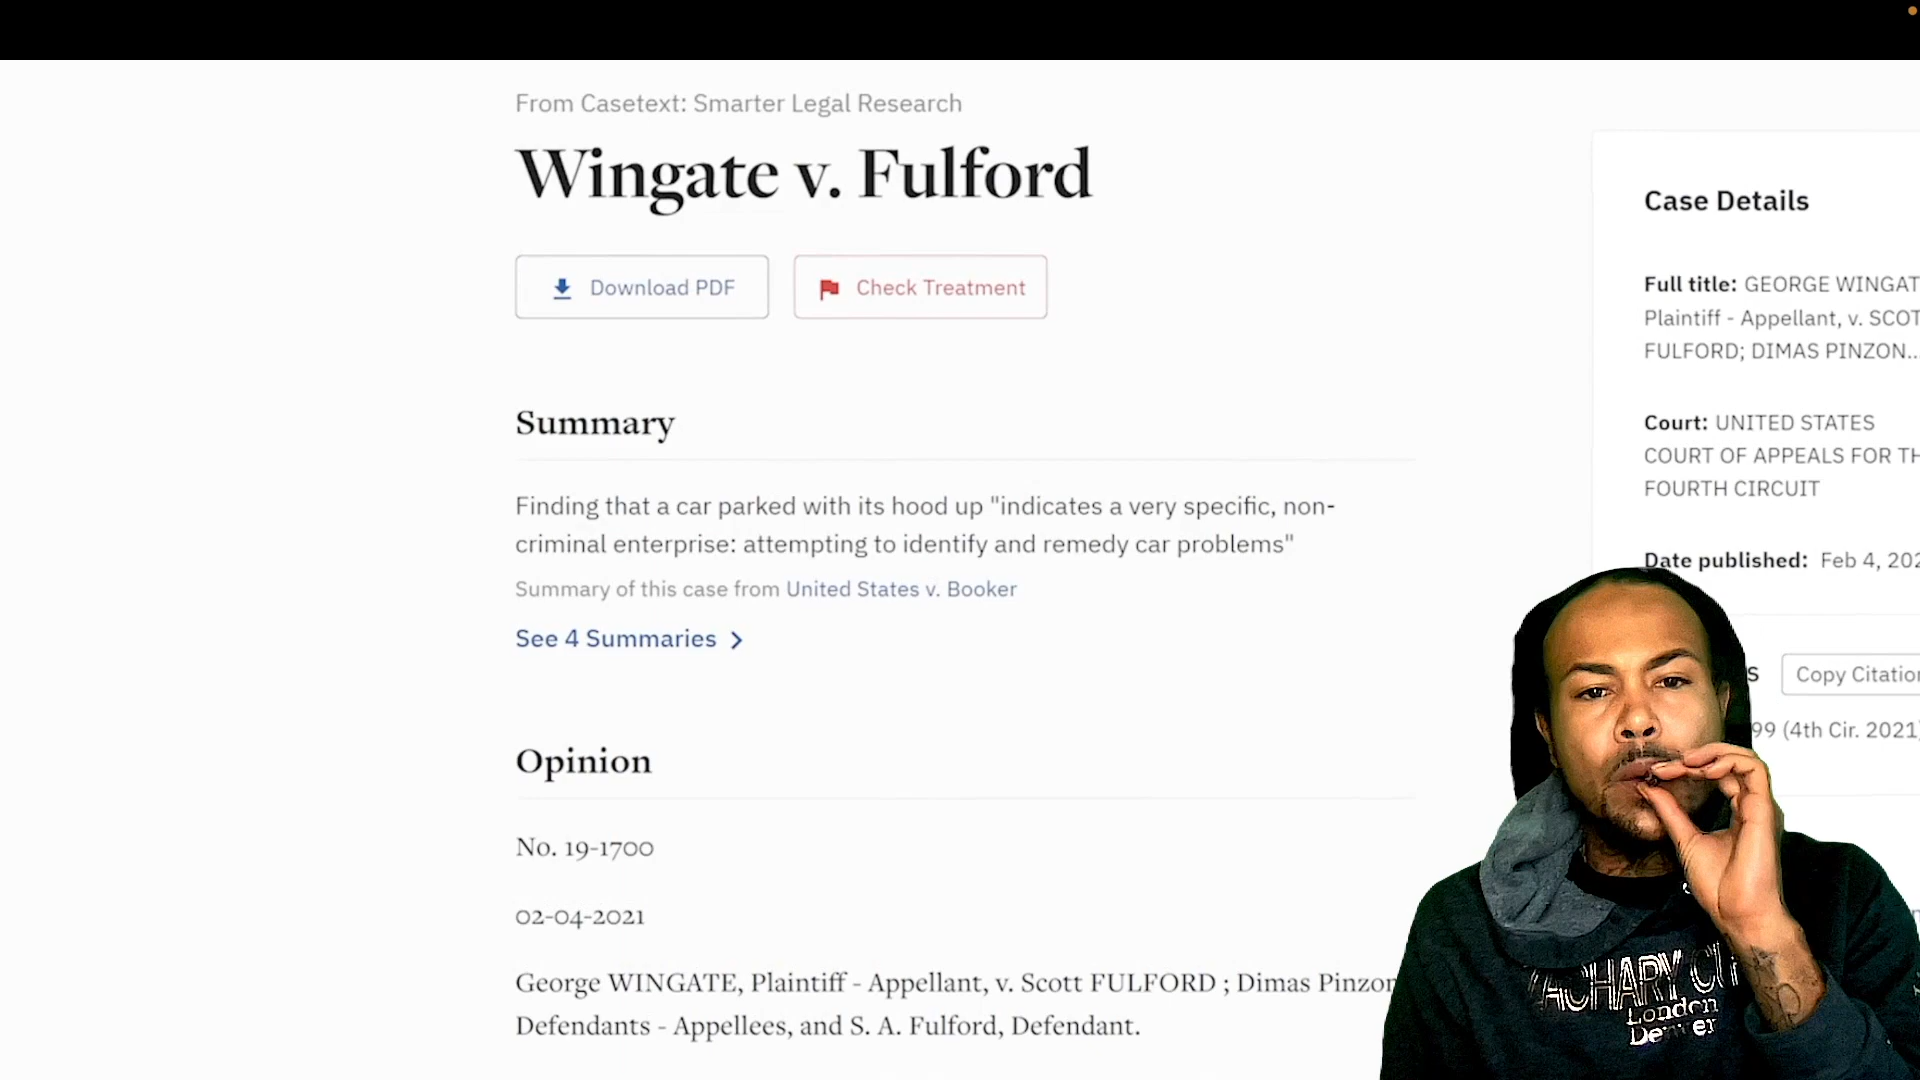 From Casetext: Smarter Legal Research
Wingate v. Fulford
Download PDF
Check Treatment
Summary
Finding that a car parked with its hood up "indicates a very specific, non-
criminal enterprise: attempting to identify and remedy car problems"
Summary of this case from United States v. Booker
See 4 Summaries
Opinion
No. 19-1700
02-04-2021
George WINGATE, Plaintiff - Appellant, v. Scott FULFORD ; Dimas Pinzon
Defendants - Appellees, and S. A. Fulford, Defendant.
Case Details
Full title: GEORGE WINGAT
Plaintiff - Appellant, v. SCOT
FULFORD; DIMAS PINZON...
Court: UNITED STATES
COURT OF APPEALS FOR TH
FOURTH CIRCUIT
Date published: Feb 4, 202
s
Copy Citation
99 (4th Cir. 2021)
ZACHARY CU
London
Denver